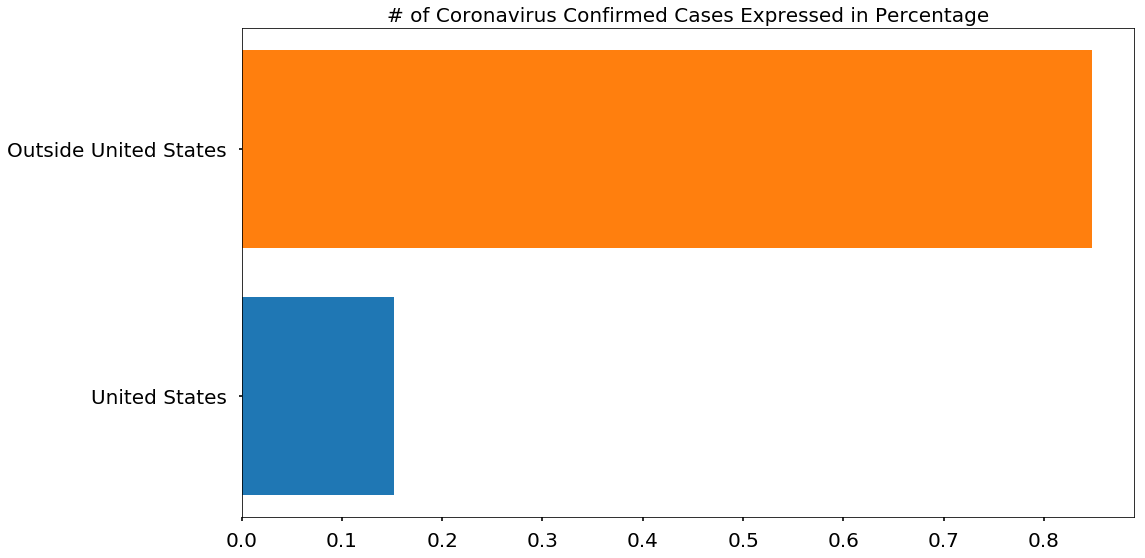 # of Coronavirus Confirmed Cases Expressed in Percentage
Outside United States
United States
0.0 0.1 0.2 0.3 0.4 0.5 0.6 0.7 0.8